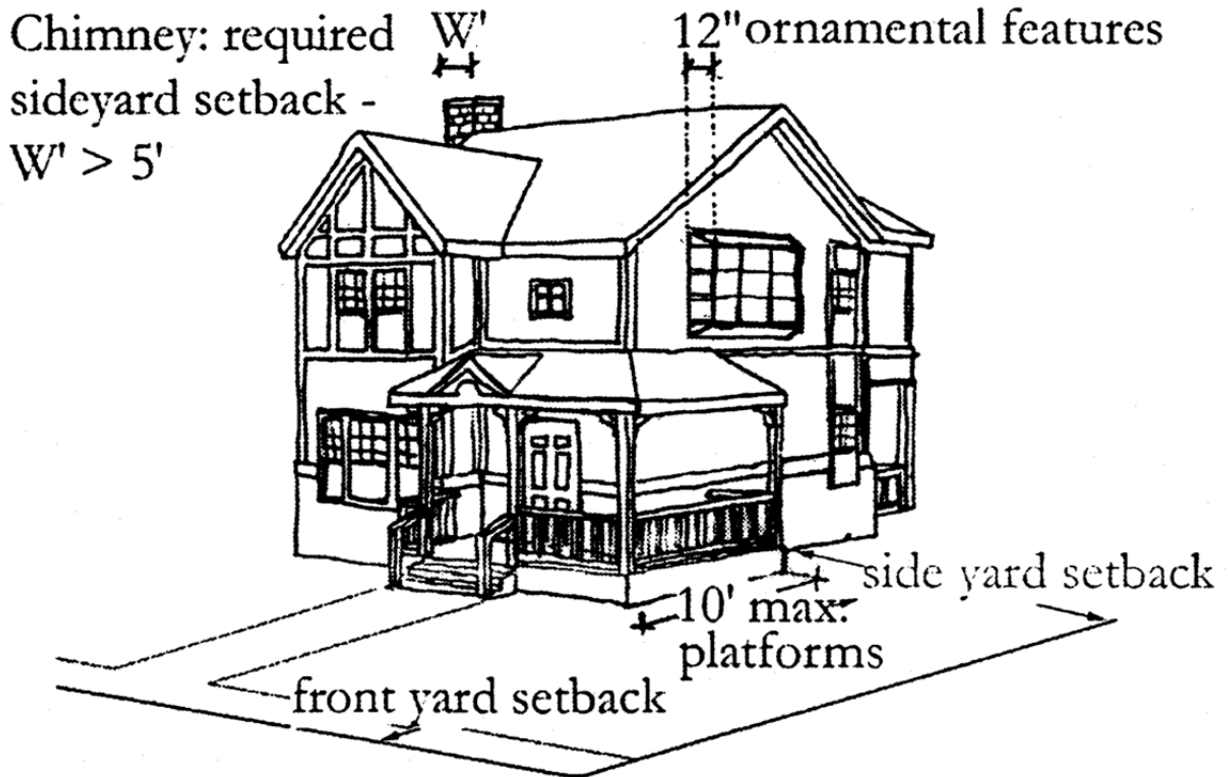 Chimney: required
sideyard setback -
W' > 5'
W'
12" ornamental features
side yard setback
10' max.
platforms
front yard setback